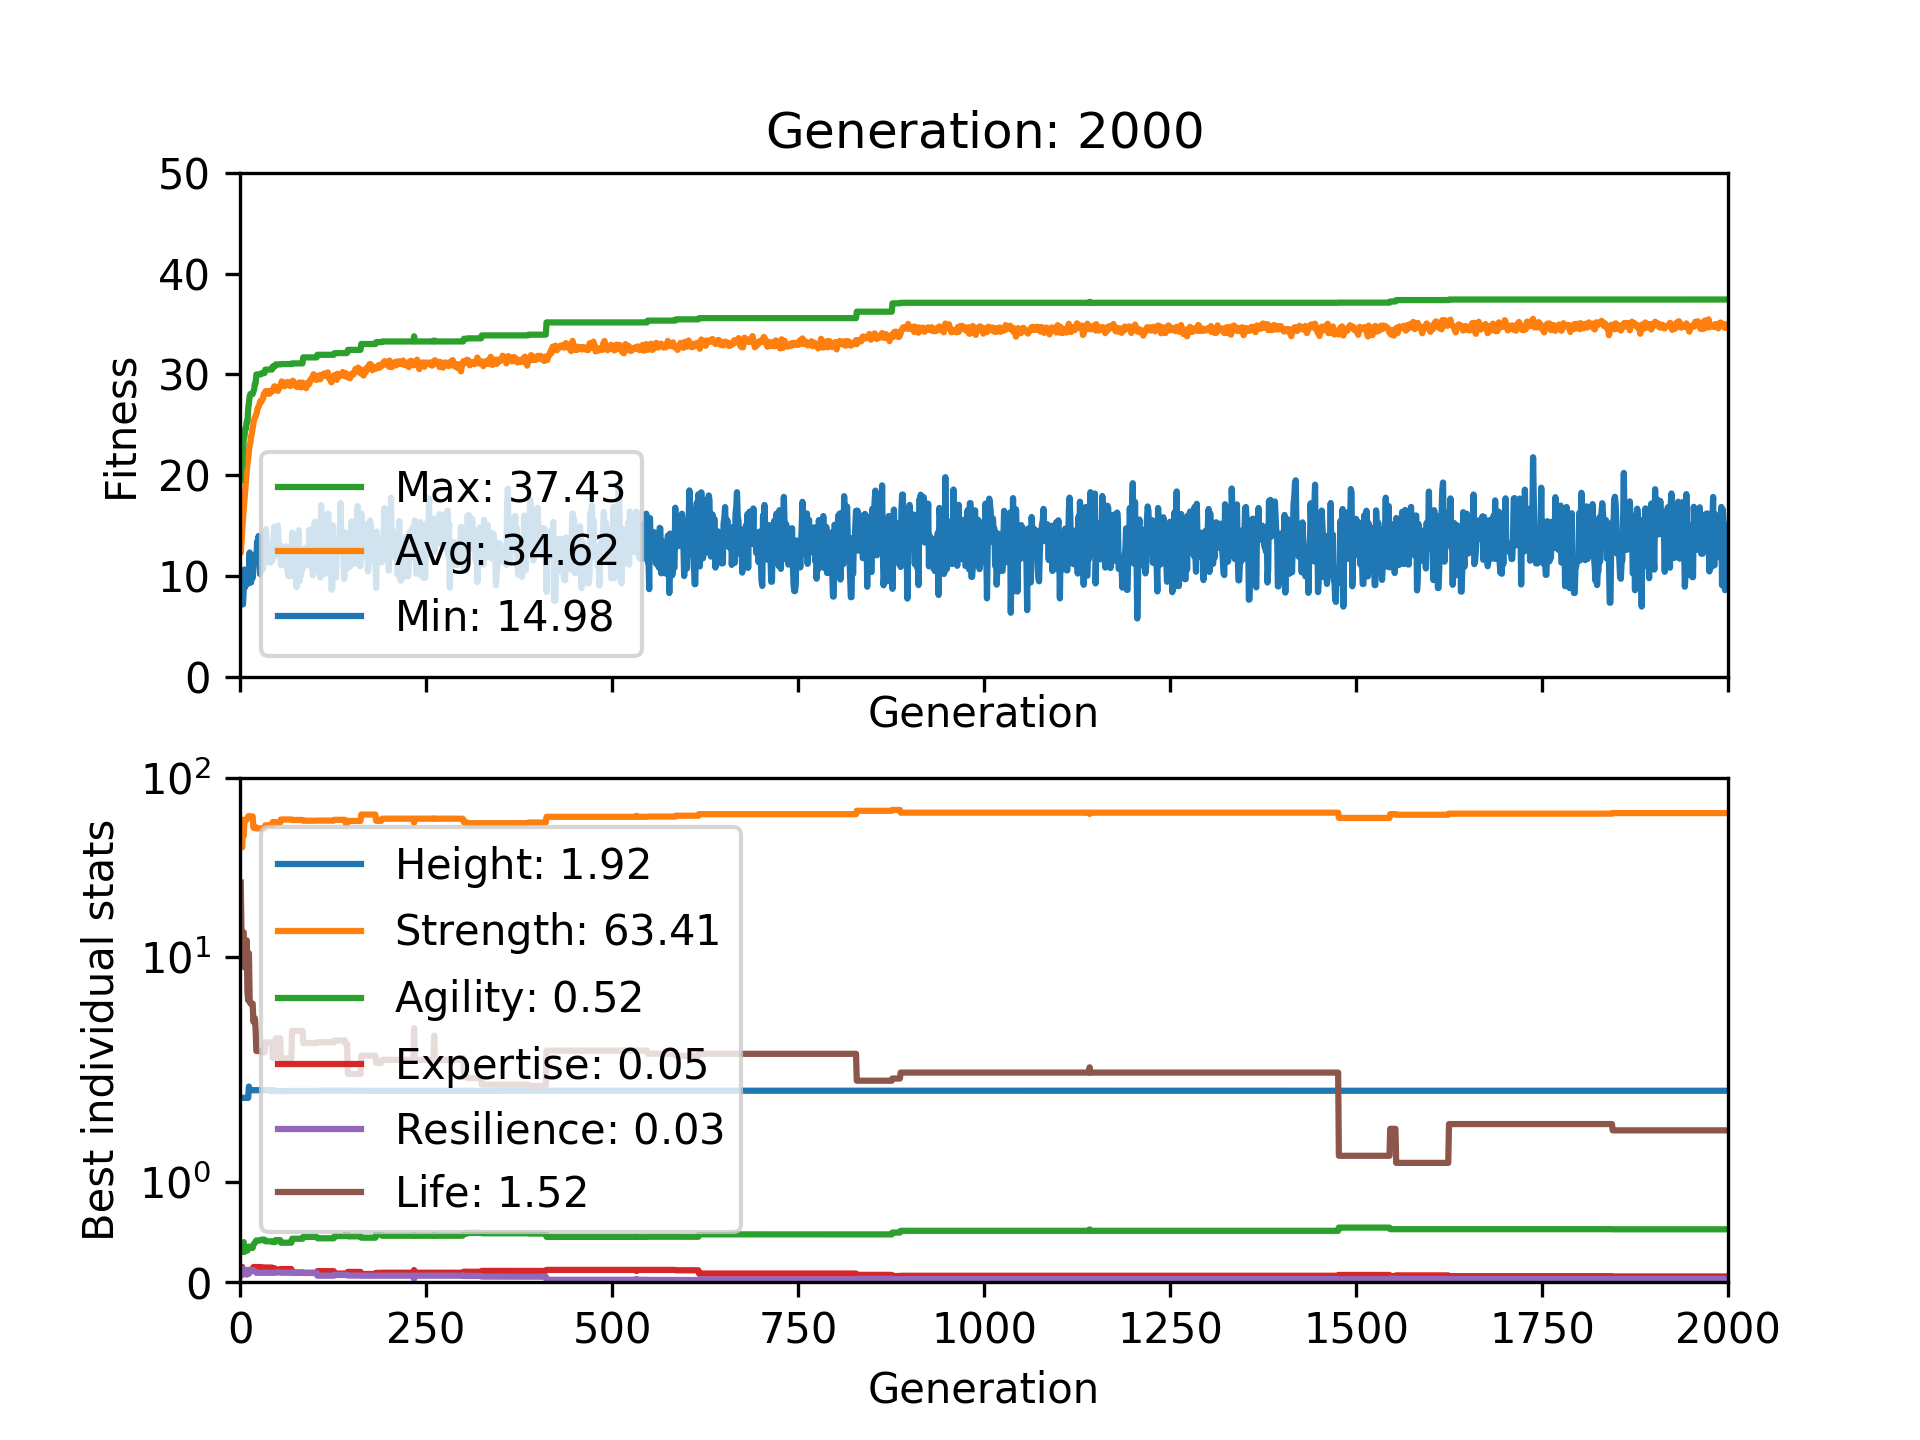 Generation: 2000
50
40
30
20
10
0
Fitness
Max: 37.43
Avg: 34.62
Min: 14.98
Generation
10²
10¹
10⁰
0
Best individual stats
Height: 1.92
Strength: 63.41
Agility: 0.52
Expertise: 0.05
Resilience: 0.03
Life: 1.52
0 250 500 750 1000 1250 1500 1750 2000
Generation